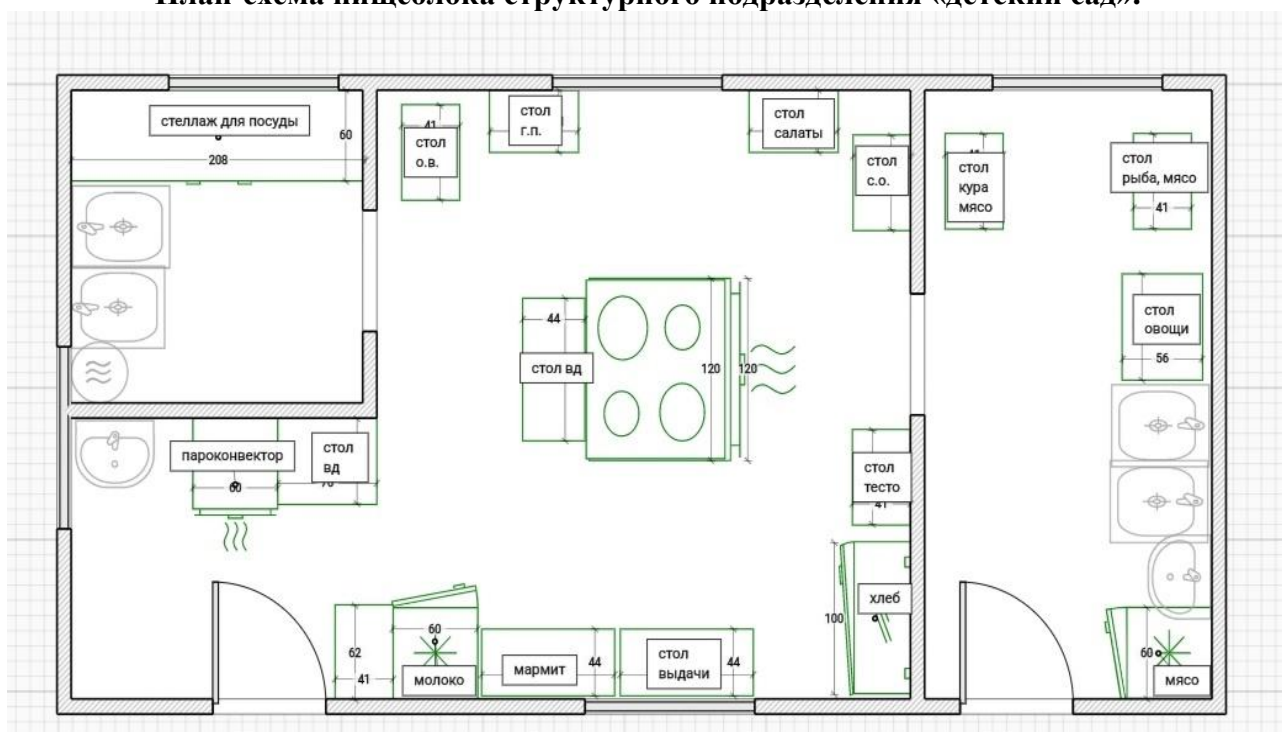 План-схема пищеблока структурного подразделения «детский сад».
стеллаж для посуды
60
208
41
стол
о.в.
стол
г.п.
стол
салаты
стол
с.о.
стол
кура
мясо
стол
рыба, мясо
41
44
стол вд
120
120
стол
овощи
56
пароконвектор
60
стол
вд
70
стол
тесто
41
хлеб
100
62
41
60
молоко
мармит
44
стол
выдачи
44
60
мясо